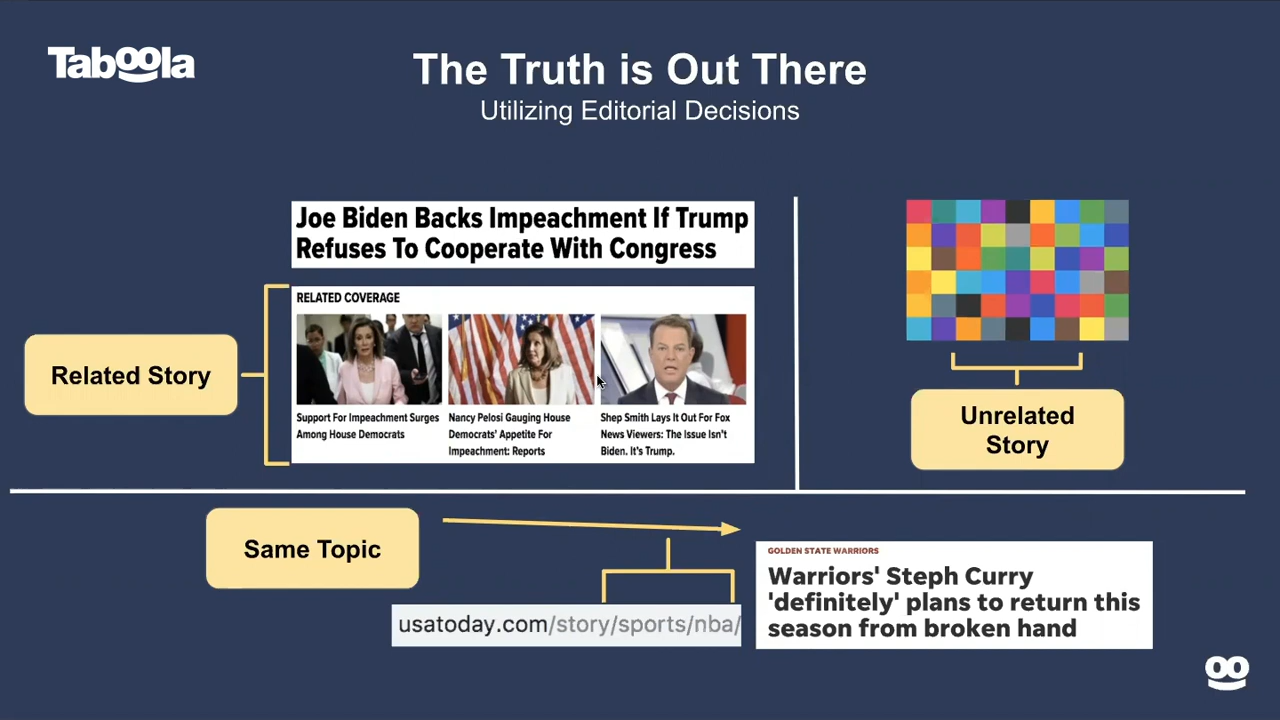 Taboola
The Truth is Out There
Utilizing Editorial Decisions
Joe Biden Backs Impeachment If Trump
Refuses To Cooperate With Congress
RELATED COVERAGE
Support For Impeachment Surges
Among House Democrats
Nancy Pelosi Gauging House
Democrats' Appetite For
Impeachment: Reports
Shep Smith Lays It Out For Fox
News Viewers: The Issue Isn't
Biden. It's Trump.
Related Story
Unrelated
Story
Same Topic
usatoday.com/story/sports/nba/
GOLDEN STATE WARRIORS
Warriors' Steph Curry
'definitely' plans to return this
season from broken hand